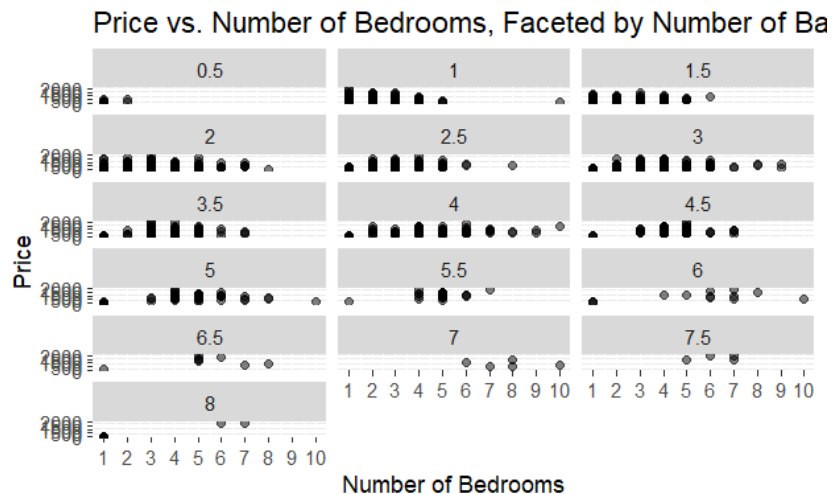 Price vs. Number of Bedrooms, Faceted by Number of Ba
0.5 1 1.5
2 2.5 3
3.5 4 4.5
5 5.5 6
6.5 7 7.5
1 2 3 4 5 6 7 8 9 10 1 2 3 4 5 6 7 8 9 10
8
1 2 3 4 5 6 7 8 9 10
Price
Number of Bedrooms